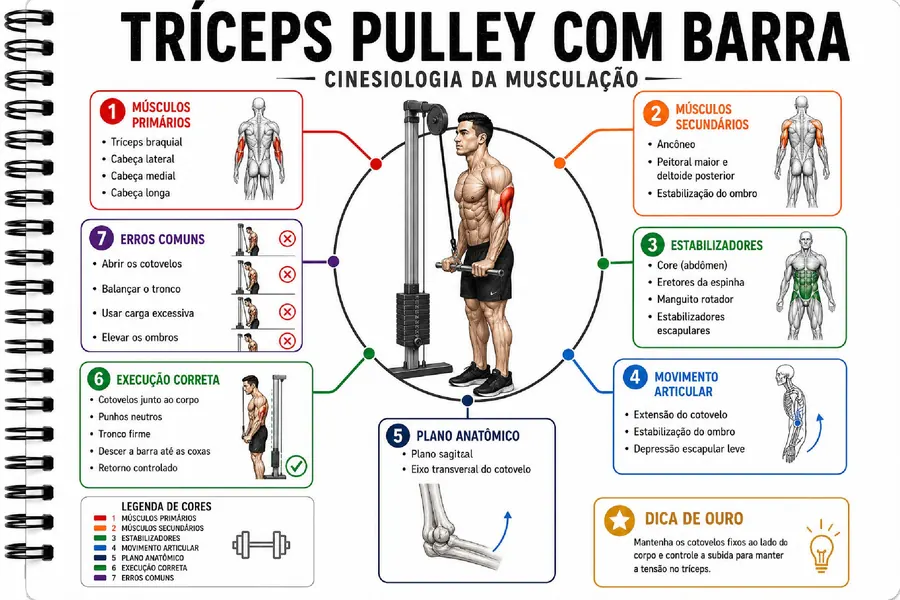 TRÍCEPS PULLEY COM BARRA
CINESIOLOGIA DA MUSCULAÇÃO
1 MÚSCULOS
PRIMÁRIOS
• Tríceps braquial
• Cabeça lateral
• Cabeça medial
• Cabeça longa
2 MÚSCULOS
SECUNDÁRIOS
• Ancôneo
• Peitoral maior e
deltoide posterior
• Estabilização do ombro
7 ERROS COMUNS
• Abrir os cotovelos
• Balançar o tronco
• Usar carga excessiva
• Elevar os ombros
3 ESTABILIZADORES
• Core (abdômen)
• Eretores da espinha
• Manguito rotador
• Estabilizadores
escapulares
6 EXECUÇÃO CORRETA
• Cotovelos junto ao corpo
• Punhos neutros
• Tronco firme
• Descer a barra até as coxas
• Retorno controlado
4 MOVIMENTO
ARTICULAR
• Extensão do cotovelo
• Estabilização do ombro
• Depressão escapular leve
5 PLANO ANATÔMICO
• Plano sagital
• Eixo transversal do cotovelo
LEGENDA DE CORES
1 MÚSCULOS PRIMÁRIOS
2 MÚSCULOS SECUNDÁRIOS
3 ESTABILIZADORES
4 MOVIMENTO ARTICULAR
5 PLANO ANATÔMICO
6 EXECUÇÃO CORRETA
7 ERROS COMUNS
DICA DE OURO
Mantenha os cotovelos fixos ao lado do
corpo e controle a subida para manter
a tensão no tríceps.